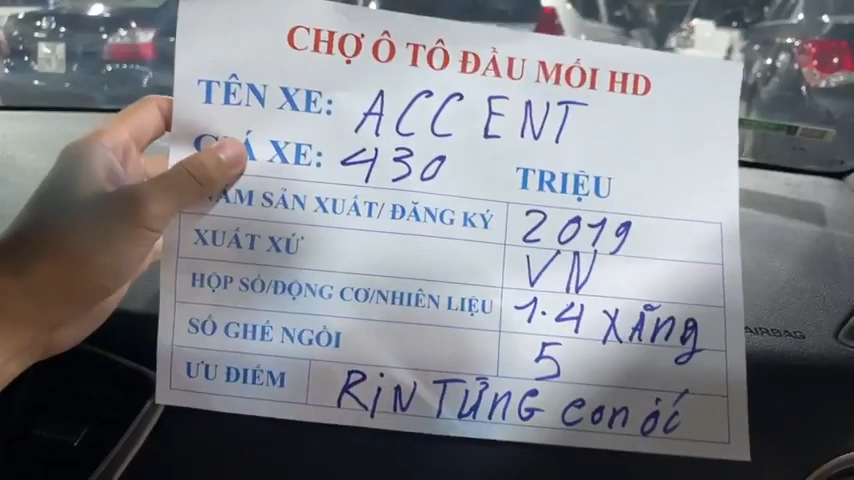 CHỢ Ô TÔ ĐẦU MỐI HD
TÊN XE: ACCENT
GIÁ XE: 430 TRIỆU
NĂM SẢN XUẤT/ ĐĂNG KÝ 2019
XUẤT XỨ VN
HỘP SỐ/ĐỘNG CƠ/NHIÊN LIỆU 1.4 XĂNG
SỐ GHẾ NGỒI 5
ƯU ĐIỂM RIN TỪNG CON ỐC
AIRBAG